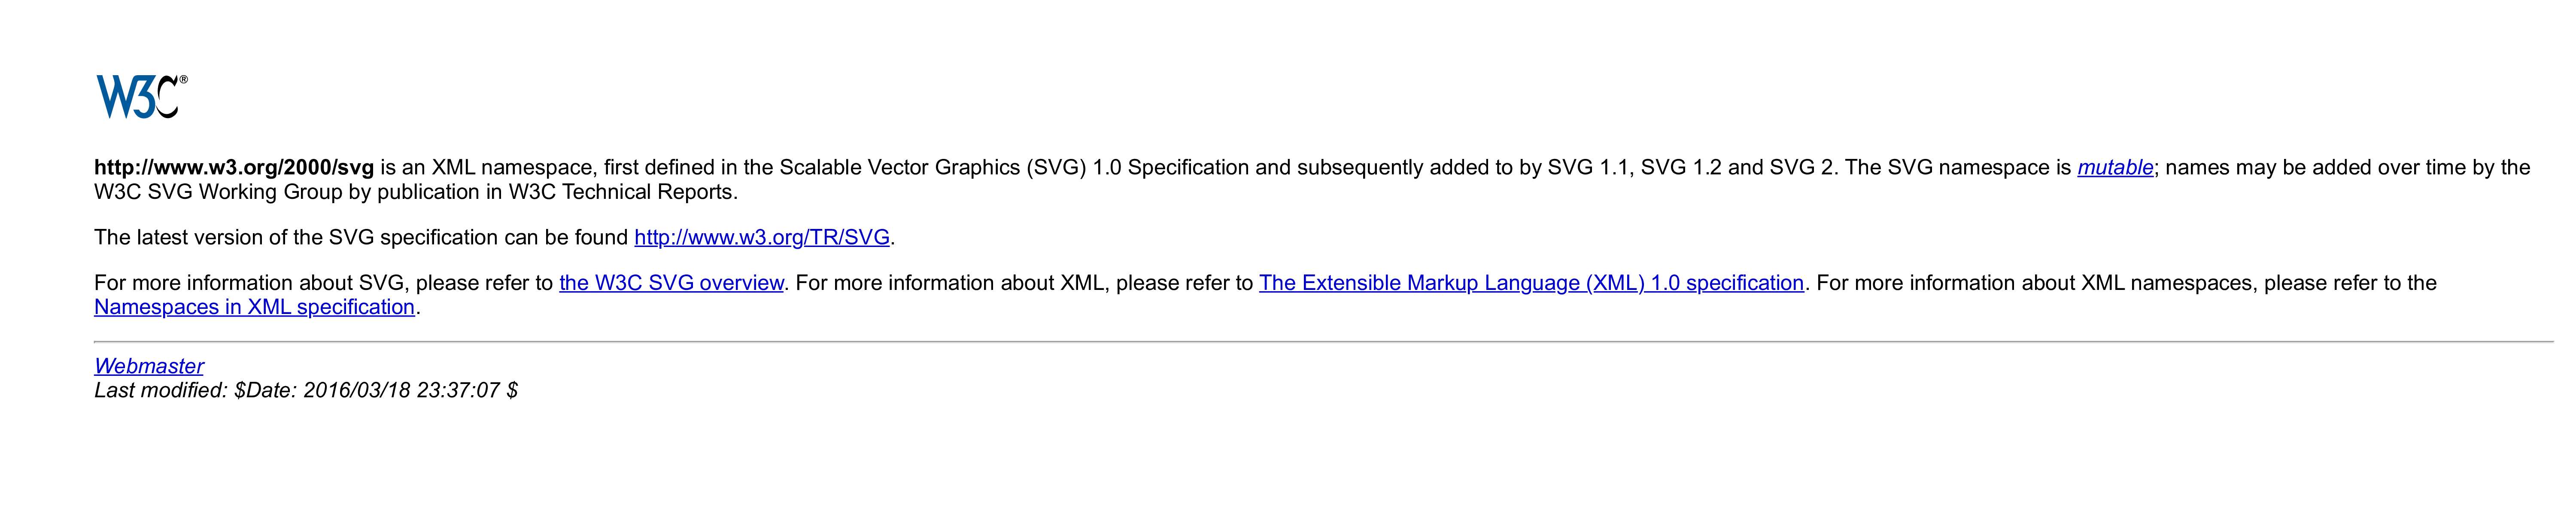 W3C®
http://www.w3.org/2000/svg is an XML namespace, first defined in the Scalable Vector Graphics (SVG) 1.0 Specification and subsequently added to by SVG 1.1, SVG 1.2 and SVG 2. The SVG namespace is mutable; names may be added over time by the
W3C SVG Working Group by publication in W3C Technical Reports.
The latest version of the SVG specification can be found http://www.w3.org/TR/SVG.
For more information about SVG, please refer to the W3C SVG overview. For more information about XML, please refer to The Extensible Markup Language (XML) 1.0 specification. For more information about XML namespaces, please refer to the
Namespaces in XML specification.
Webmaster
Last modified: $Date: 2016/03/18 23:37:07 $